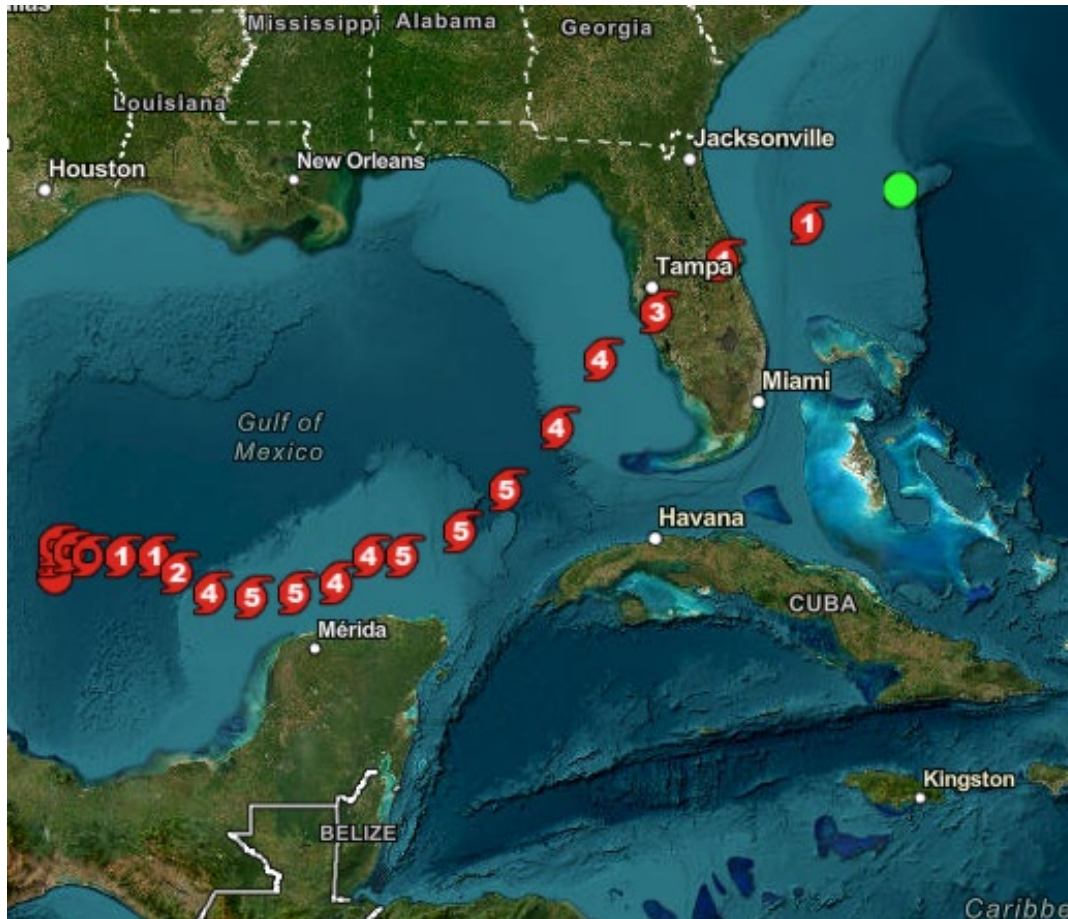 Mississippi
Alabama
Georgia
Louisiana
Jacksonville
Houston
New Orleans
1
Tampa
3
4
Miami
Gulf of
Mexico
4
5
Havana
5
1
1
2
4
5
4
5
5
4
CUBA
Mérida
Kingston
BELIZE